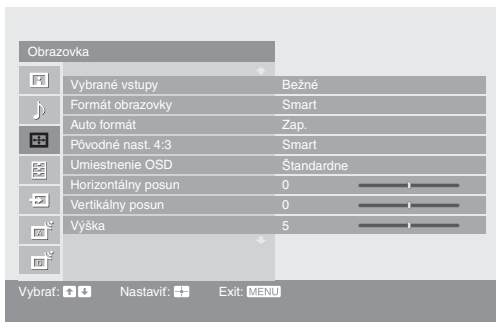 Obrazovka
Vybrané vstupy Bežné
Formát obrazovky Smart
Auto formát Zap.
Pôvodné nast. 4:3 Smart
Umiestnenie OSD Štandardne
Horizontálny posun 0
Vertikálny posun 0
Výška 5
Vybrať: Nastaviť: Exit: MENU